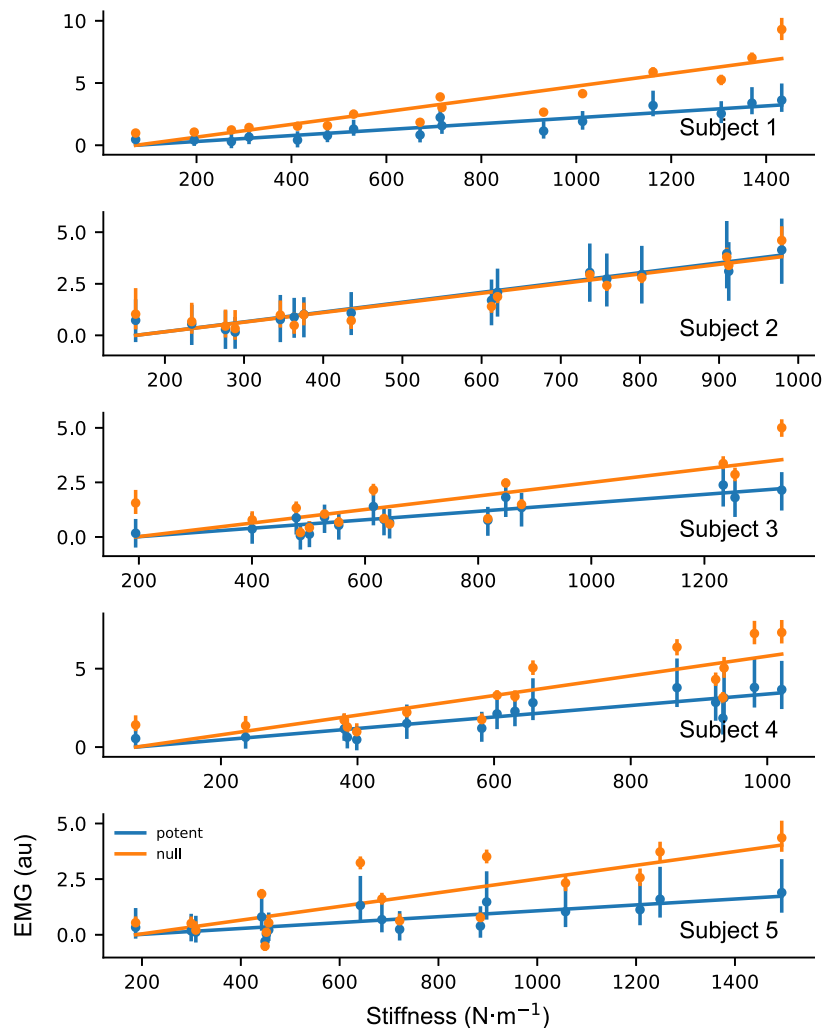 10
5
0
200 400 600 800 1000 1200 1400
Subject 1
5.0
2.5
0.0
200 300 400 500 600 700 800 900 1000
Subject 2
5.0
2.5
0.0
200 400 600 800 1000 1200
Subject 3
5
0
200 400 600 800 1000
Subject 4
5.0
2.5
0.0
potent
null
EMG (au)
Subject 5
200 400 600 800 1000 1200 1400
Stiffness (N·m⁻¹)